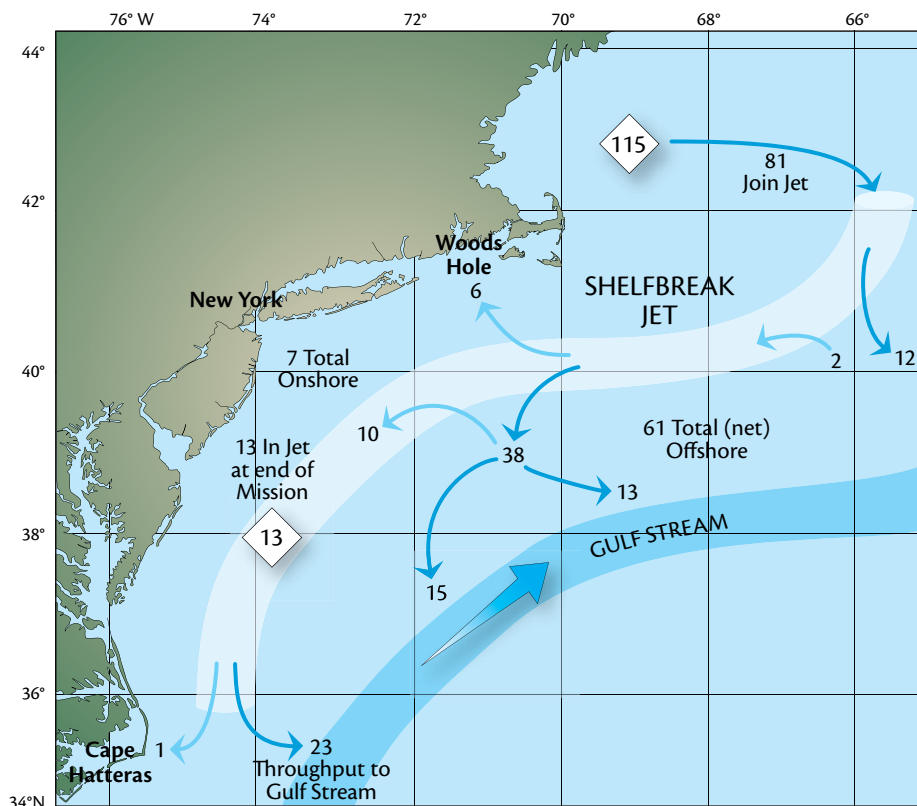 76° W
74°
72°
70°
68°
66°
44°
115
81
Join Jet
42°
Woods
Hole
6
SHELFBREAK
JET
New York
7 Total
Onshore
40°
2
12
10
38
61 Total (net)
Offshore
13 In Jet
at end of
Mission
13
13
38°
GULF STREAM
15
36°
Cape
Hatteras
1
23
Throughput to
Gulf Stream
34°N